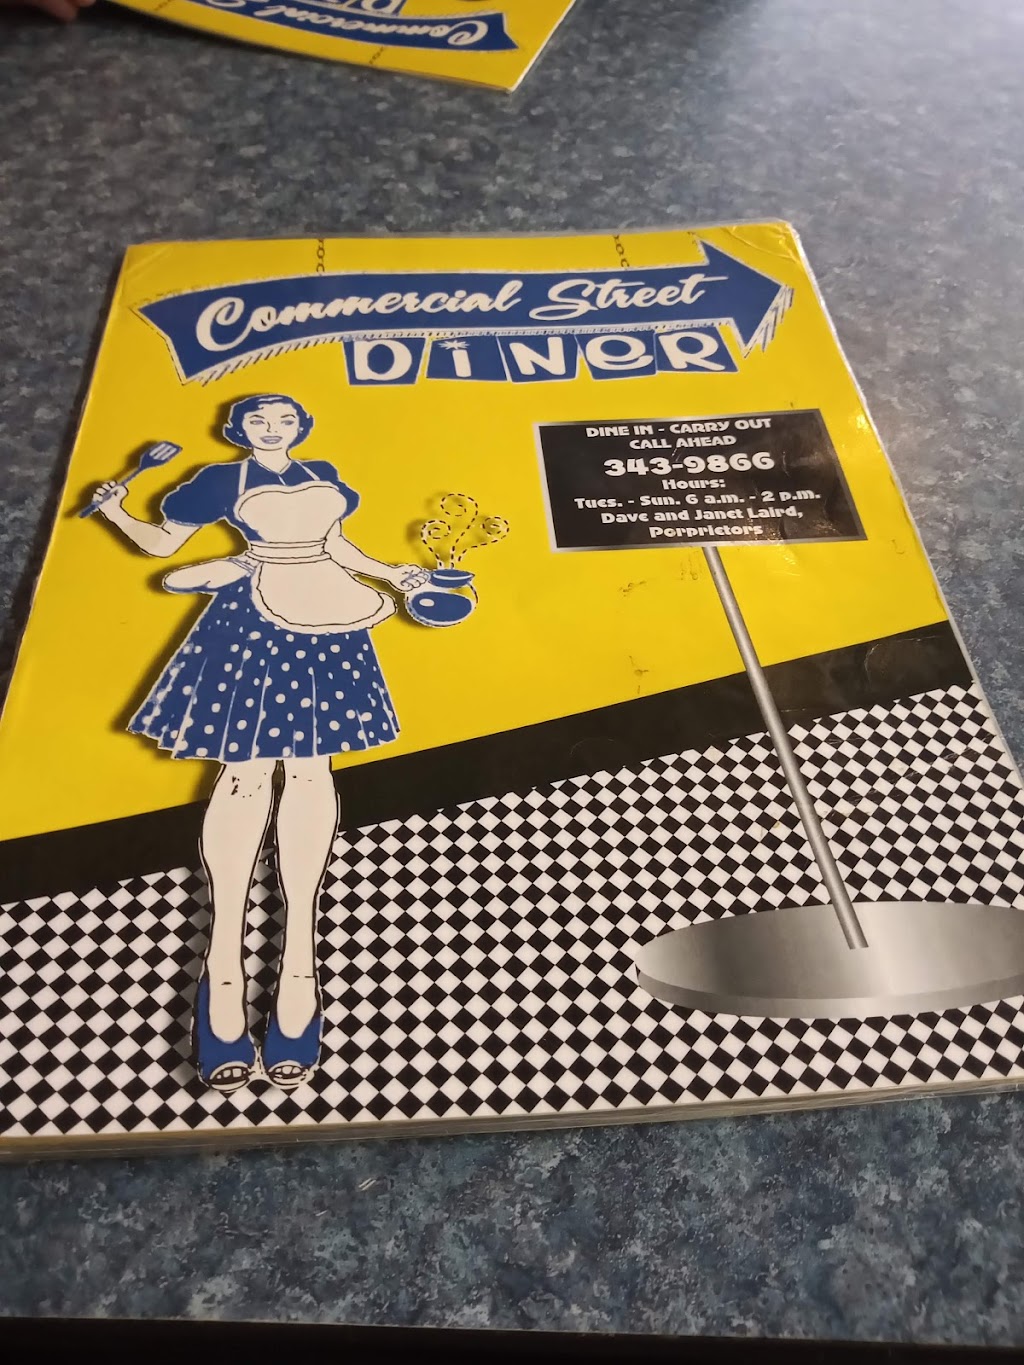 Commercial Street
DINER
DINE IN - CARRY OUT
CALL AHEAD
343-9866
Hours:
Tues. - Sun. 6 a.m. - 2 p.m.
Dave and Janet Laird,
Porprietors
Commercial S